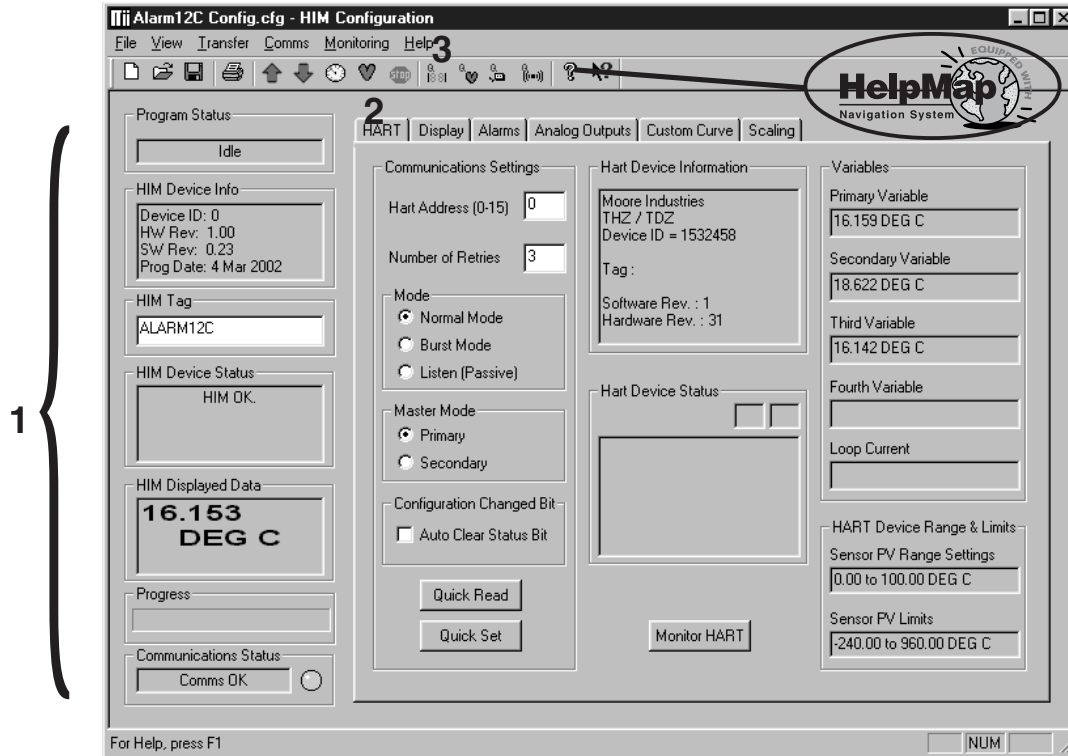 Mii Alarm12C Config.cfg - HIM Configuration
File View Transfer Comms Monitoring Help
3
STOP
EQUIPPED WITH
HelpMap
Navigation System
1
Program Status
Idle
HIM Device Info
Device ID: 0
HW Rev: 1.00
SW Rev: 0.23
Prog Date: 4 Mar 2002
HIM Tag
ALARM12C
HIM Device Status
HIM OK.
HIM Displayed Data
16.153
DEG C
Progress
Communications Status
Comms OK
2
HART Display Alarms Analog Outputs Custom Curve Scaling
Communications Settings
Hart Address (0-15) 0
Number of Retries 3
Mode
Normal Mode
Burst Mode
Listen (Passive)
Master Mode
Primary
Secondary
Configuration Changed Bit
Auto Clear Status Bit
Quick Read
Quick Set
Hart Device Information
Moore Industries
THZ / TDZ
Device ID = 1532458
Tag :
Software Rev. : 1
Hardware Rev. : 31
Hart Device Status
Monitor HART
Variables
Primary Variable
16.159 DEG C
Secondary Variable
18.622 DEG C
Third Variable
16.142 DEG C
Fourth Variable
Loop Current
HART Device Range & Limits
Sensor PV Range Settings
0.00 to 100.00 DEG C
Sensor PV Limits
-240.00 to 960.00 DEG C
For Help, press F1
NUM